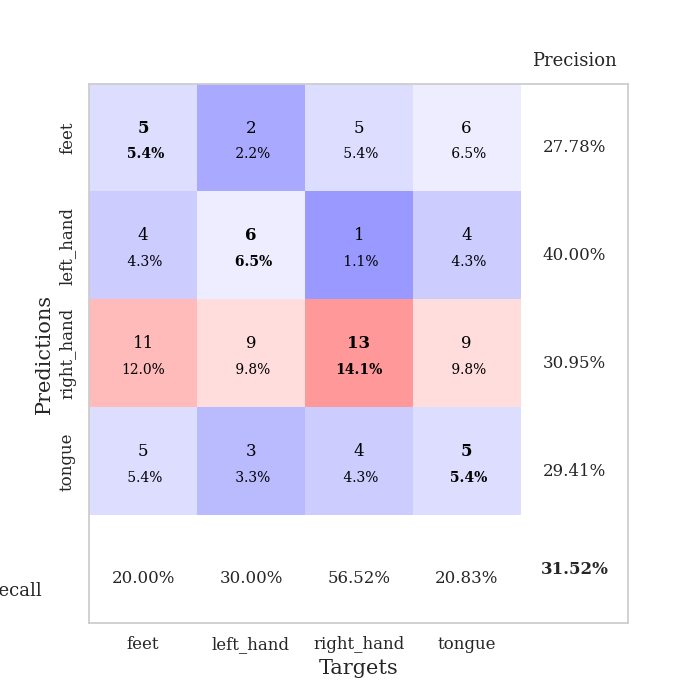 Precision
feet 5 2 5 6 27.78%
5.4% 2.2% 5.4% 6.5%
left_hand 4 6 1 4 40.00%
4.3% 6.5% 1.1% 4.3%
Predictions
right_hand 11 9 13 9 30.95%
12.0% 9.8% 14.1% 9.8%
tongue 5 3 4 5 29.41%
5.4% 3.3% 4.3% 5.4%
ecall 20.00% 30.00% 56.52% 20.83% 31.52%
feet left_hand right_hand tongue
Targets